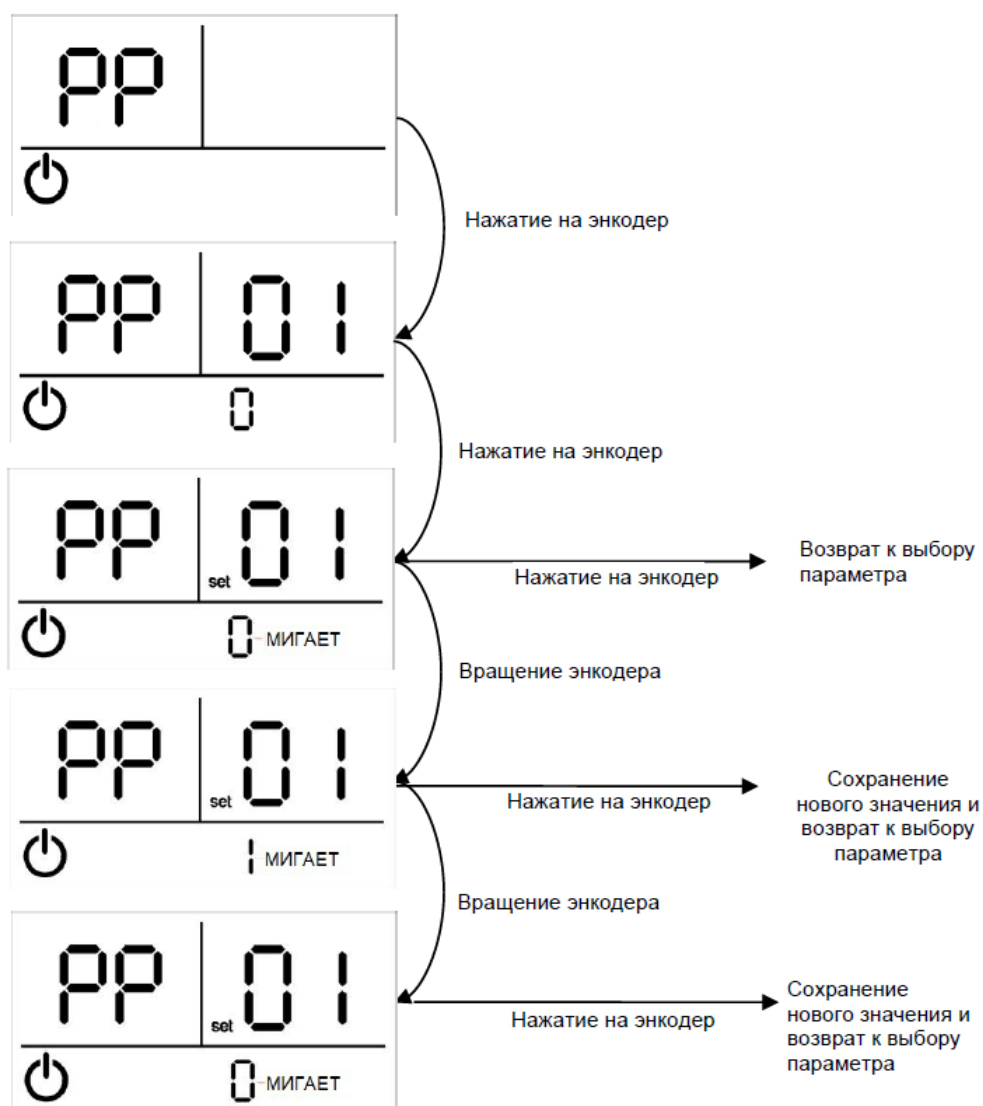 PP
Нажатие на энкодер
PP 01
0
Нажатие на энкодер
PP set 01
0 МИГАЕТ
Нажатие на энкодер
Возврат к выбору
параметра
Вращение энкодера
PP set 01
1 МИГАЕТ
Нажатие на энкодер
Сохранение
нового значения и
возврат к выбору
параметра
Вращение энкодера
PP set 01
0 МИГАЕТ
Нажатие на энкодер
Сохранение
нового значения и
возврат к выбору
параметра